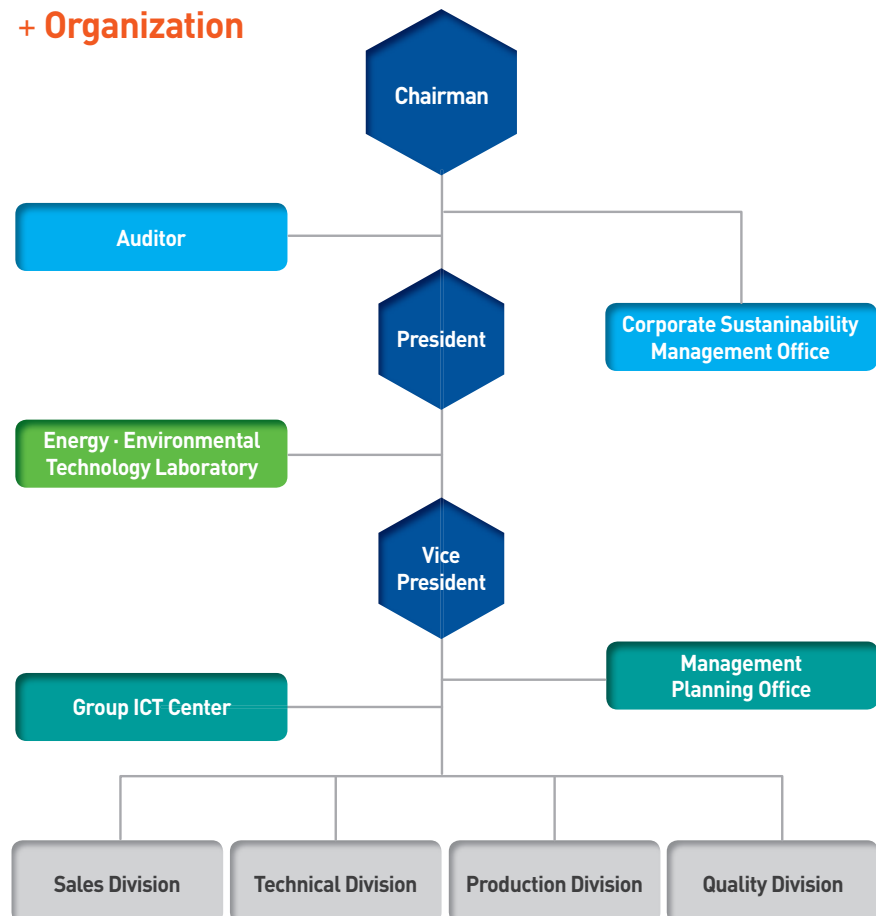 + Organization
Chairman
Auditor
President
Corporate Sustaninability
Management Office
Energy · Environmental
Technology Laboratory
Vice
President
Management
Planning Office
Group ICT Center
Sales Division
Technical Division
Production Division
Quality Division